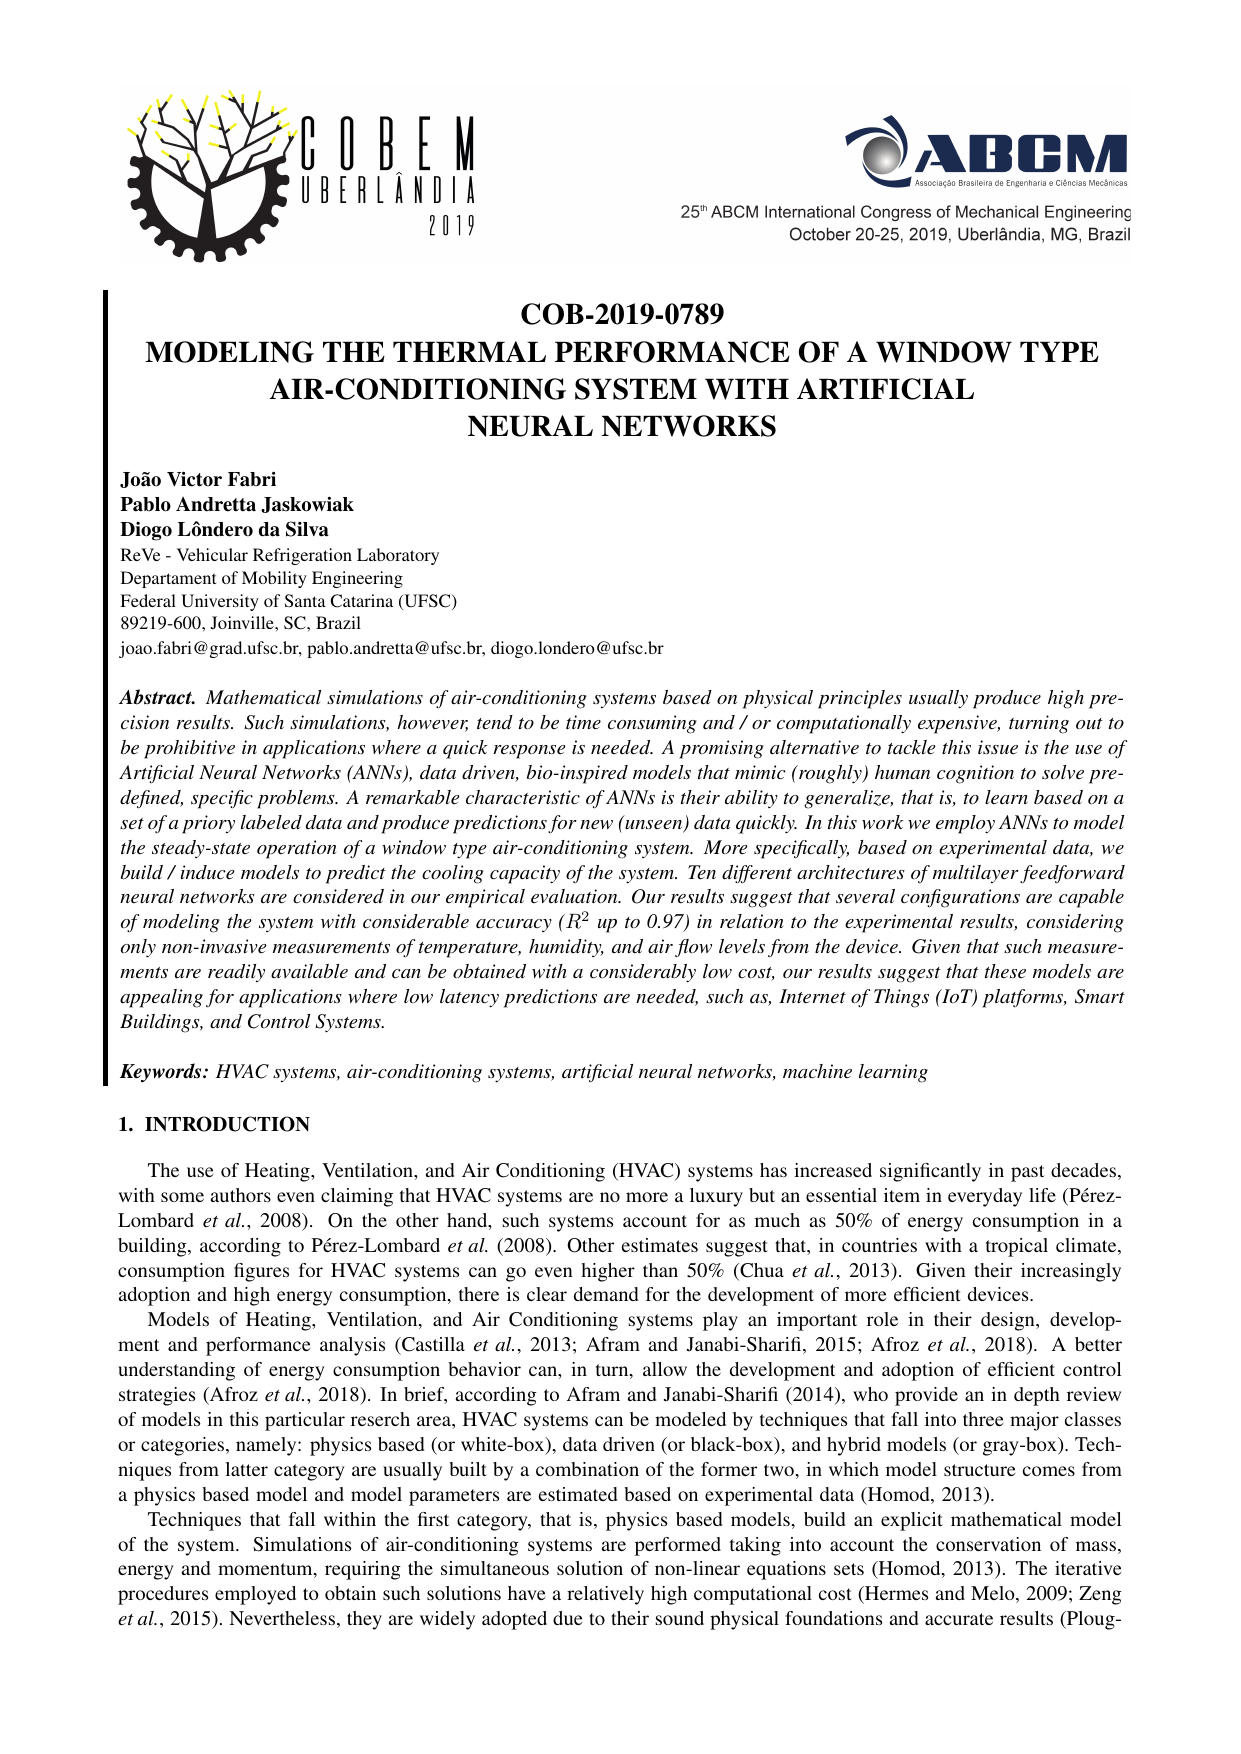 COBEM
UBERLÂNDIA
2019
ABCM
Associação Brasileira de Engenharia e Ciências Mecânicas
25th ABCM International Congress of Mechanical Engineering
October 20-25, 2019, Uberlândia, MG, Brazil
COB-2019-0789
MODELING THE THERMAL PERFORMANCE OF A WINDOW TYPE
AIR-CONDITIONING SYSTEM WITH ARTIFICIAL
NEURAL NETWORKS
João Victor Fabri
Pablo Andretta Jaskowiak
Diogo Lôndero da Silva
ReVe - Vehicular Refrigeration Laboratory
Departament of Mobility Engineering
Federal University of Santa Catarina (UFSC)
89219-600, Joinville, SC, Brazil
joao.fabri@grad.ufsc.br, pablo.andretta@ufsc.br, diogo.londero@ufsc.br
Abstract. Mathematical simulations of air-conditioning systems based on physical principles usually produce high pre-
cision results. Such simulations, however, tend to be time consuming and / or computationally expensive, turning out to
be prohibitive in applications where a quick response is needed. A promising alternative to tackle this issue is the use of
Artificial Neural Networks (ANNs), data driven, bio-inspired models that mimic (roughly) human cognition to solve pre-
defined, specific problems. A remarkable characteristic of ANNs is their ability to generalize, that is, to learn based on a
set of a priory labeled data and produce predictions for new (unseen) data quickly. In this work we employ ANNs to model
the steady-state operation of a window type air-conditioning system. More specifically, based on experimental data, we
build / induce models to predict the cooling capacity of the system. Ten different architectures of multilayer feedforward
neural networks are considered in our empirical evaluation. Our results suggest that several configurations are capable
of modeling the system with considerable accuracy (R² up to 0.97) in relation to the experimental results, considering
only non-invasive measurements of temperature, humidity, and air flow levels from the device. Given that such measure-
ments are readily available and can be obtained with a considerably low cost, our results suggest that these models are
appealing for applications where low latency predictions are needed, such as, Internet of Things (IoT) platforms, Smart
Buildings, and Control Systems.
Keywords: HVAC systems, air-conditioning systems, artificial neural networks, machine learning
1. INTRODUCTION
The use of Heating, Ventilation, and Air Conditioning (HVAC) systems has increased significantly in past decades,
with some authors even claiming that HVAC systems are no more a luxury but an essential item in everyday life (Pérez-
Lombard et al., 2008). On the other hand, such systems account for as much as 50% of energy consumption in a
building, according to Pérez-Lombard et al. (2008). Other estimates suggest that, in countries with a tropical climate,
consumption figures for HVAC systems can go even higher than 50% (Chua et al., 2013). Given their increasingly
adoption and high energy consumption, there is clear demand for the development of more efficient devices.
Models of Heating, Ventilation, and Air Conditioning systems play an important role in their design, develop-
ment and performance analysis (Castilla et al., 2013; Afram and Janabi-Sharifi, 2015; Afroz et al., 2018). A better
understanding of energy consumption behavior can, in turn, allow the development and adoption of efficient control
strategies (Afroz et al., 2018). In brief, according to Afram and Janabi-Sharifi (2014), who provide an in depth review
of models in this particular reserch area, HVAC systems can be modeled by techniques that fall into three major classes
or categories, namely: physics based (or white-box), data driven (or black-box), and hybrid models (or gray-box). Tech-
niques from latter category are usually built by a combination of the former two, in which model structure comes from
a physics based model and model parameters are estimated based on experimental data (Homod, 2013).
Techniques that fall within the first category, that is, physics based models, build an explicit mathematical model
of the system. Simulations of air-conditioning systems are performed taking into account the conservation of mass,
energy and momentum, requiring the simultaneous solution of non-linear equations sets (Homod, 2013). The iterative
procedures employed to obtain such solutions have a relatively high computational cost (Hermes and Melo, 2009; Zeng
et al., 2015). Nevertheless, they are widely adopted due to their sound physical foundations and accurate results (Ploug-